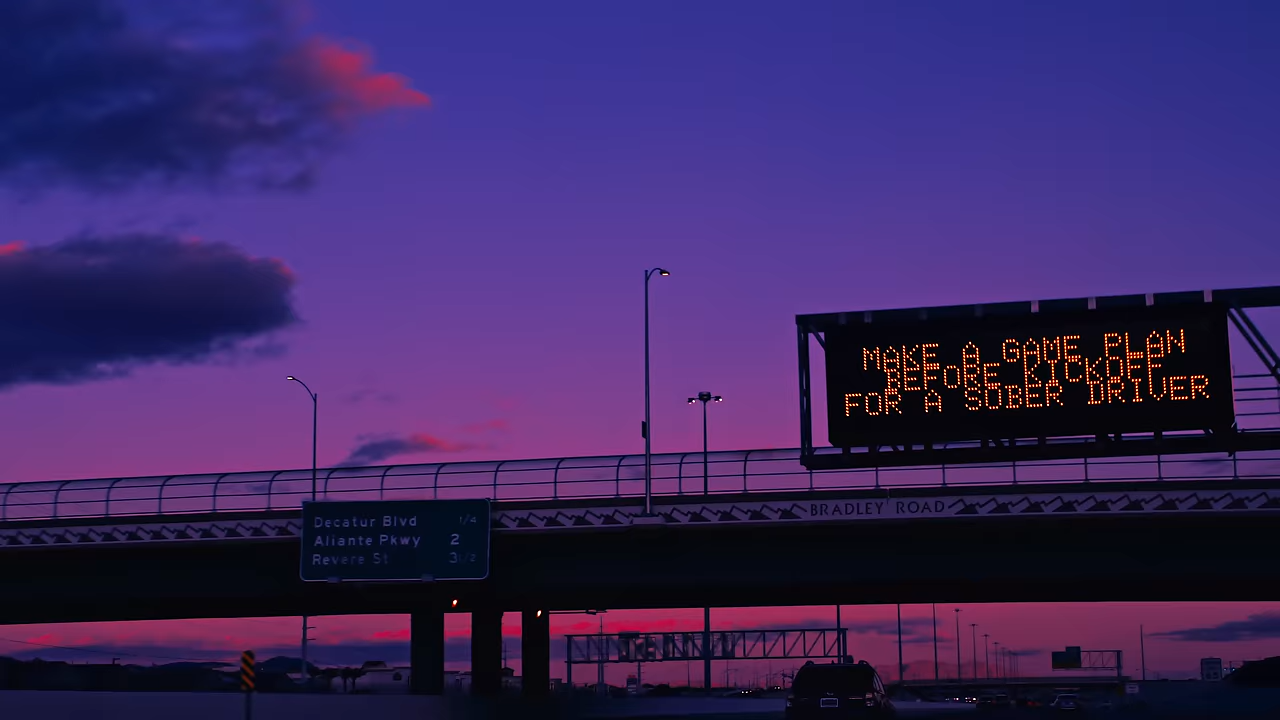 MAKE A GAME PLAN
BEFORE KICKOFF
FOR A SOBER DRIVER
BRADLEY ROAD
Decatur Blvd 1/4
Aliante Pkwy 2
Revere St 3 1/2